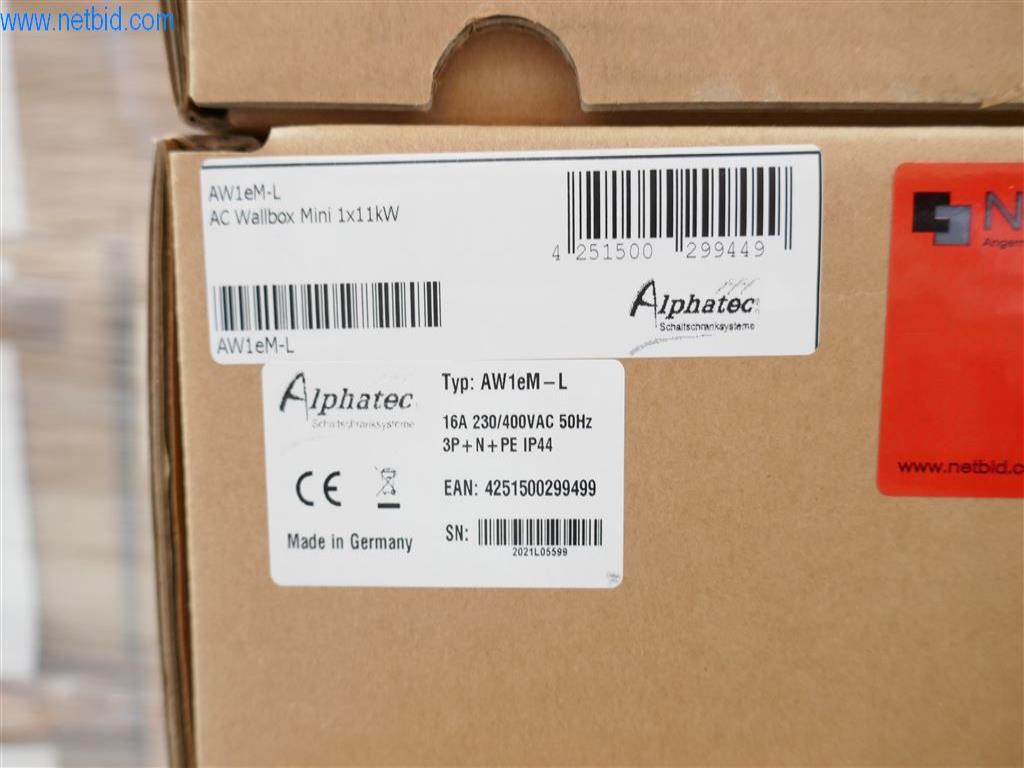 www.netbid.com
AW1eM-L
AC Wallbox Mini 1x11kW
4 251500 299449
AW1eM-L
Alphatec
Schaltschranksysteme
Alphatec
Schaltschranksysteme
CE
Made in Germany
Typ: AW1eM-L
16A 230/400VAC 50Hz
3P+N+PE IP44
EAN: 4251500299499
SN:
2021L05599
N
Angerm
www.netbid.c